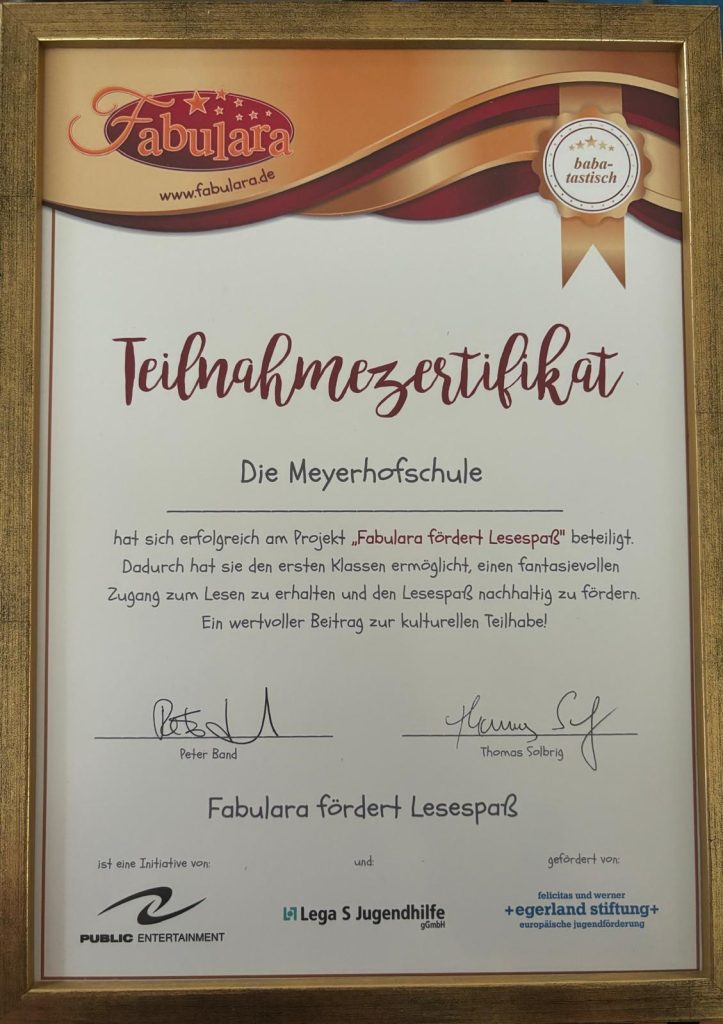 Fabulara
www.fabulara.de
baba-
tastisch
Teilnahmezertifikat
Die Meyerhofschule
hat sich erfolgreich am Projekt „Fabulara fördert Lesespaß" beteiligt.
Dadurch hat sie den ersten Klassen ermöglicht, einen fantasievollen
Zugang zum Lesen zu erhalten und den Lesespaß nachhaltig zu fördern.
Ein wertvoller Beitrag zur kulturellen Teilhabe!
Peter Band
Thomas Solbrig
Fabulara fördert Lesespaß
ist eine Initiative von:
und:
gefördert von:
PUBLIC ENTERTAINMENT
Lega S Jugendhilfe
gGmbH
felicitas und werner
+egerland stiftung+
europäische jugendförderung